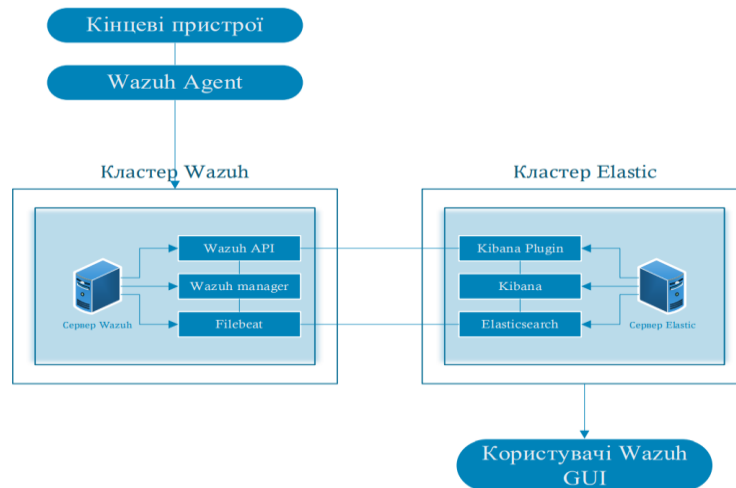 Кінцеві пристрої
Wazuh Agent
Кластер Wazuh
Wazuh API
Wazuh manager
Filebeat
Сервер Wazuh
Кластер Elastic
Kibana Plugin
Kibana
Elasticsearch
Сервер Elastic
Користувачі Wazuh
GUI